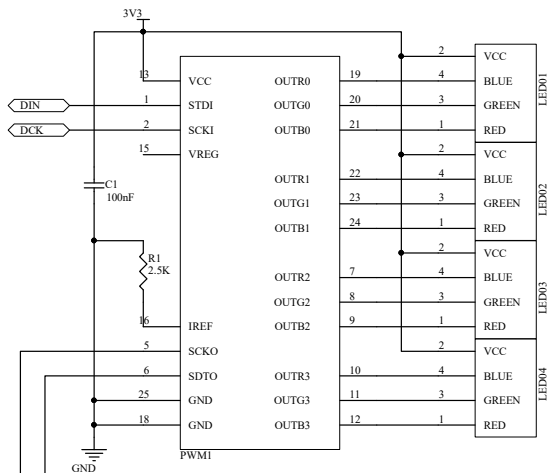 3V3
13 VCC OUTR0 19 2 VCC
DIN 1 STDI OUTG0 20 4 BLUE
DCK 2 SCKI OUTB0 21 3 GREEN
1 RED
LED01
15 VREG
OUTR1 22 2 VCC
OUTG1 23 4 BLUE
OUTB1 24 3 GREEN
1 RED
LED02
C1
100nF
R1
2.5K
OUTR2 7 2 VCC
OUTG2 8 4 BLUE
16 IREF OUTB2 9 3 GREEN
1 RED
LED03
5 SCKO
6 SDTO OUTR3 10 2 VCC
25 GND OUTG3 11 4 BLUE
18 GND OUTB3 12 3 GREEN
1 RED
LED04
GND
PWM1